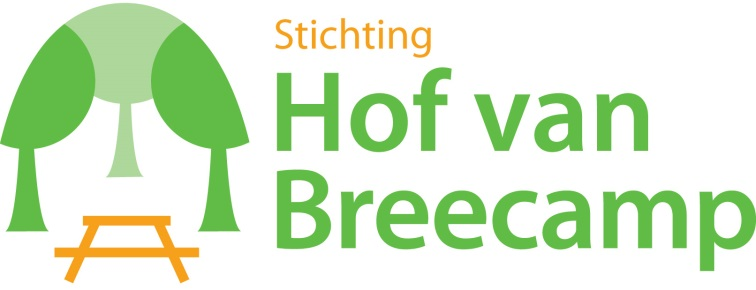 Stichting
Hof van
Breecamp